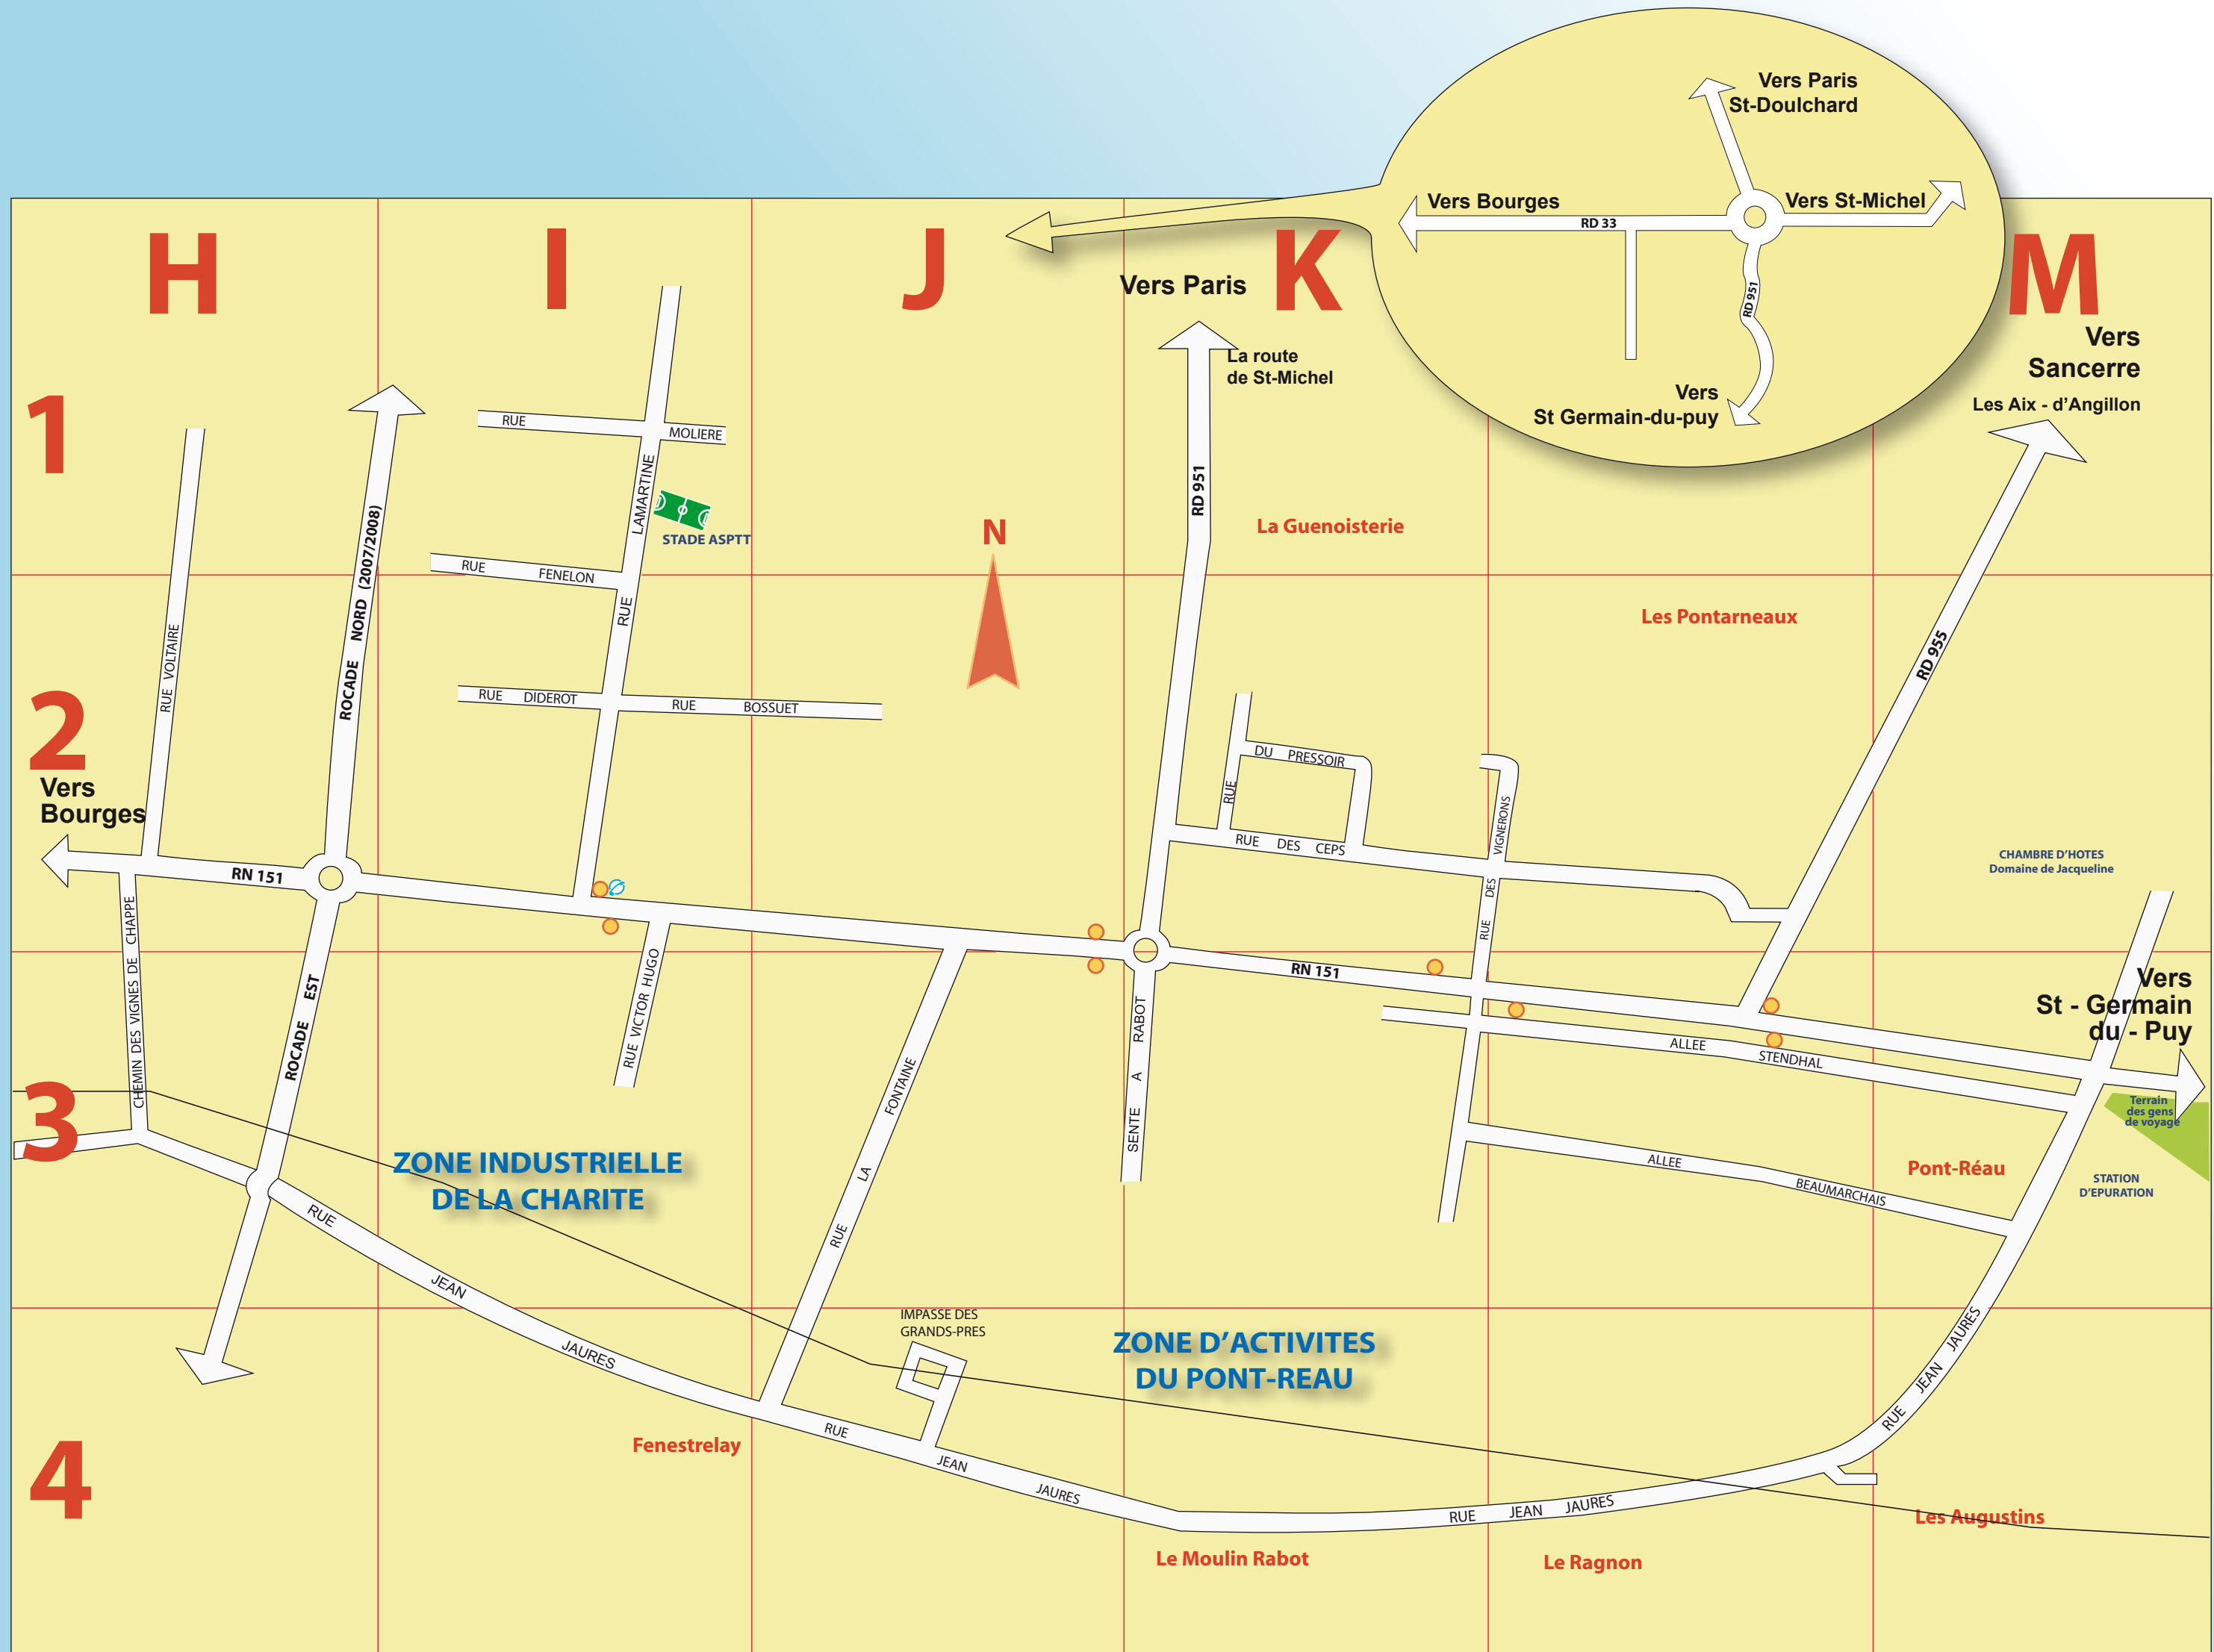 Vers Paris
St-Doulchard
Vers Bourges
Vers St-Michel
RD 33
RD 951
Vers
St Germain-du-puy
H
I
J
K
M
Vers Paris
La route
de St-Michel
Vers
Sancerre
Les Aix - d’Angillon
1
RUE MOLIERE
RUE LAMARTINE
STADE ASPTT
ROCADE NORD (2007/2008)
RD 951
N
La Guenoisterie
RUE FENELON
Les Pontarneaux
RUE VOLTAIRE
RD 955
2
RUE DIDEROT
RUE BOSSUET
Vers
Bourges
RUE DU PRESSOIR
RUE DES CEPS
RUE DES VIGNERONS
CHAMBRE D’HOTES
Domaine de Jacqueline
RN 151
CHEMIN DES VIGNES DE CHAPPE
ROCADE EST
RUE VICTOR HUGO
RN 151
Vers
St - Germain
du - Puy
SENTE A RABOT
RUE LA FONTAINE
ALLEE STENDHAL
3
Terrain
des gens
de voyage
ZONE INDUSTRIELLE
DE LA CHARITE
ALLEE BEAUMARCHAIS
Pont-Réau
STATION
D’EPURATION
RUE JEAN JAURES
IMPASSE DES
GRANDS-PRES
ZONE D’ACTIVITES
DU PONT-REAU
RUE JEAN JAURES
4
Fenestrelay
RUE JEAN JAURES
RUE JEAN JAURES
Les Augustins
Le Moulin Rabot
Le Ragnon